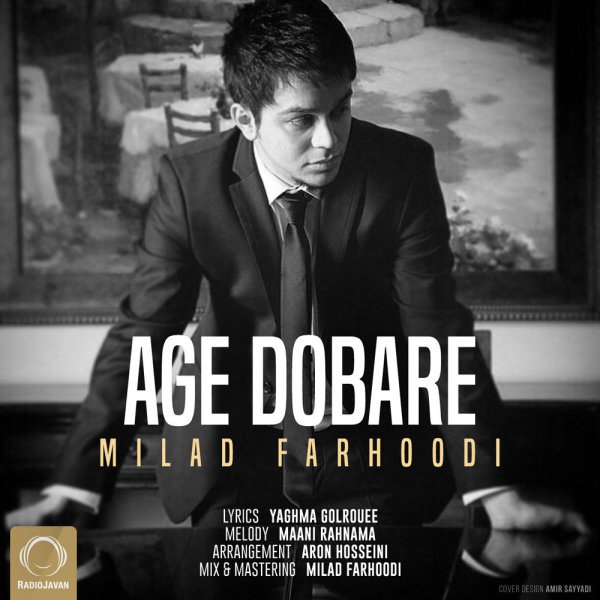 AGE DOBARE
MILAD FARHOODI
LYRICS YAGHMA GOLROUEE
MELODY MAANI RAHNAMA
ARRANGEMENT ARON HOSSEINI
MIX & MASTERING MILAD FARHOODI
RADIOJAVAN
COVER DESIGN AMIR SAYYADI